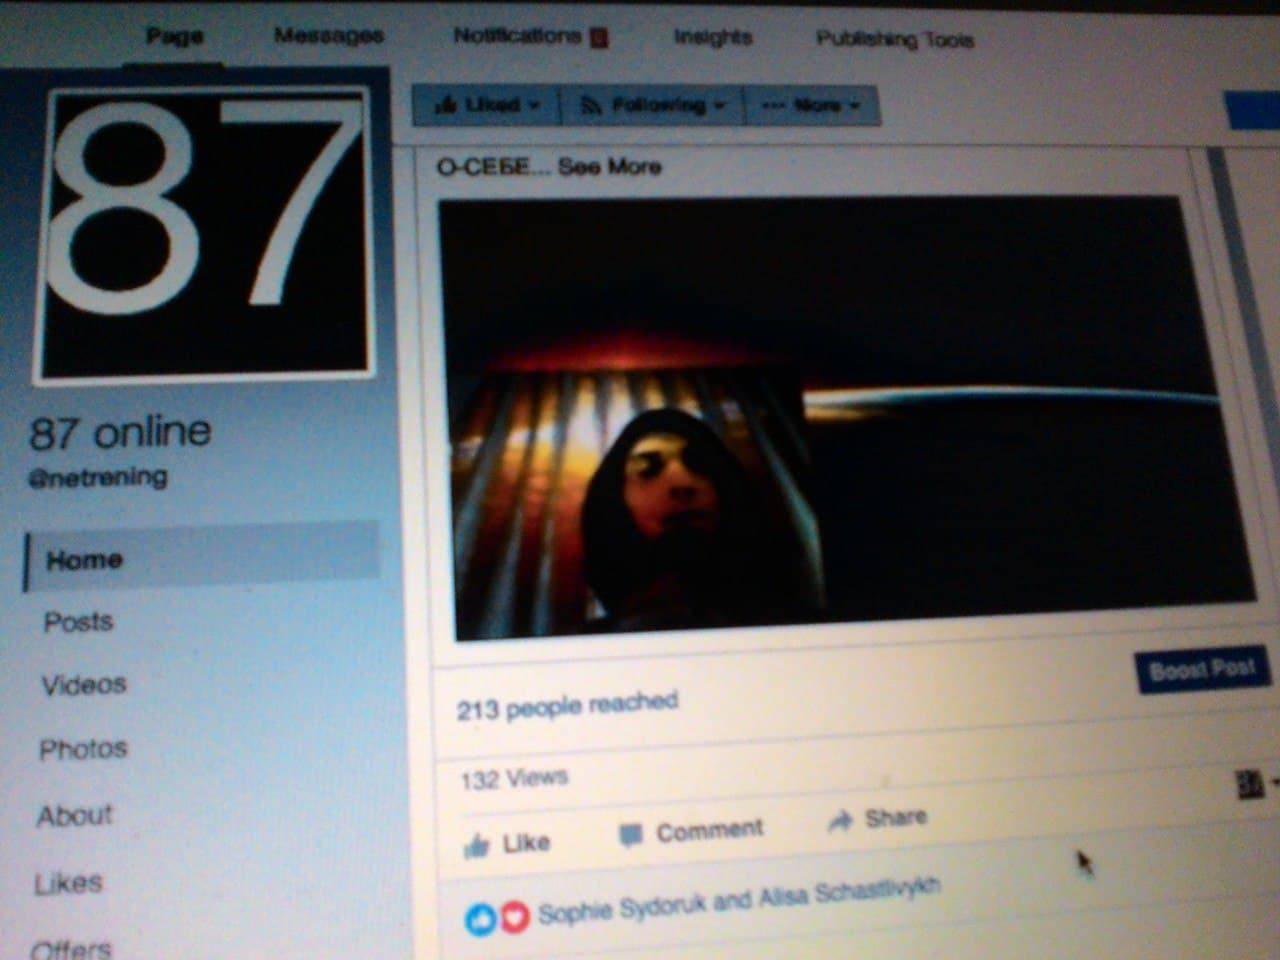 Page Messages Notifications Insights Publishing Tools
87
Liked Following More
О-СЕБЕ... See More
87 online
@netrening
Home
Posts
Videos
Photos
About
Likes
Offers
213 people reached
Boost Post
132 Views
Like Comment Share
Sophie Sydoruk and Alisa Schastlivykh